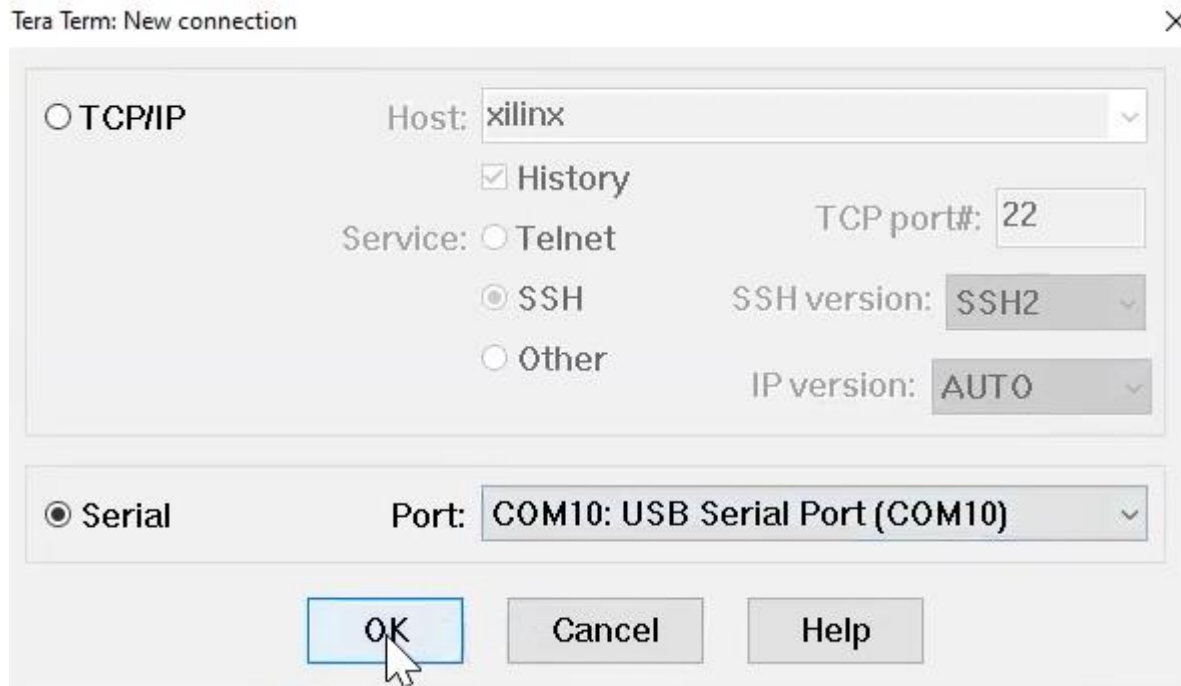 Tera Term: New connection
TCP/IP Host: xilinx
History
TCP port#: 22
Service: Telnet
SSH SSH version: SSH2
Other
IP version: AUTO
Serial Port: COM10: USB Serial Port (COM10)
OK Cancel Help